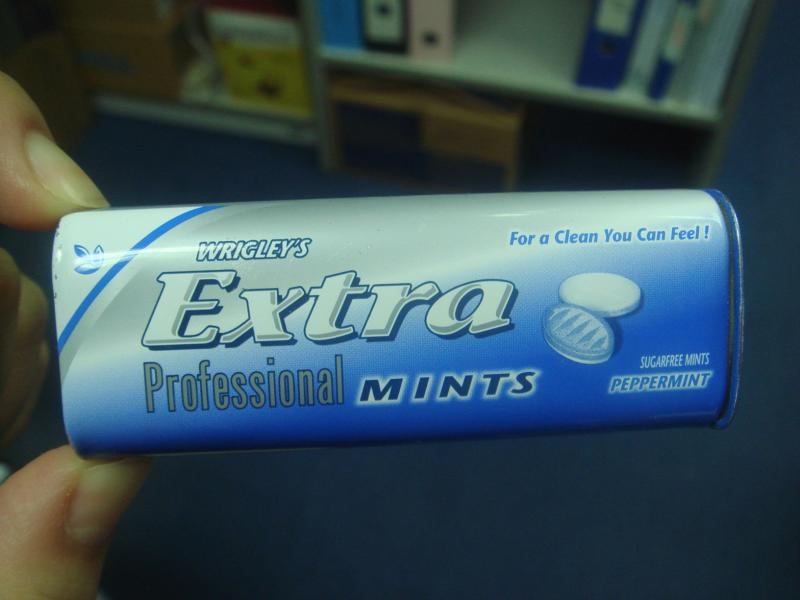 WRIGLEY'S
Extra
Professional MINTS
For a Clean You Can Feel !
SUGARFREE MINTS
PEPPERMINT